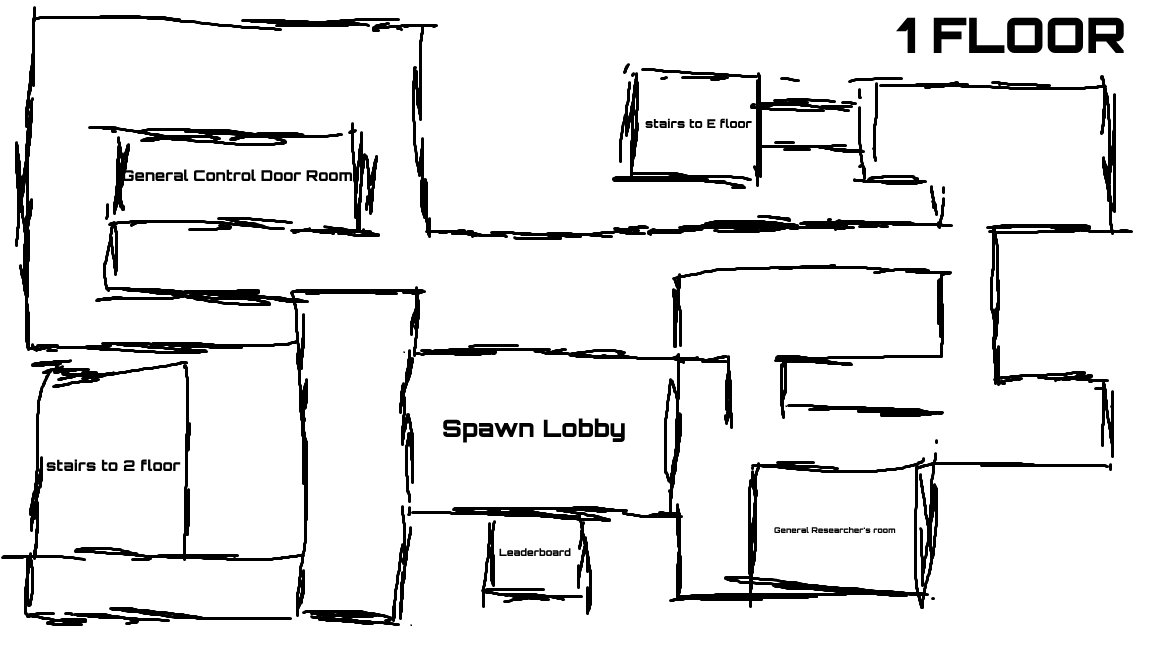 1 FLOOR
stairs to E floor
General Control Door Room
Spawn Lobby
stairs to 2 floor
General Researcher's room
Leaderboard